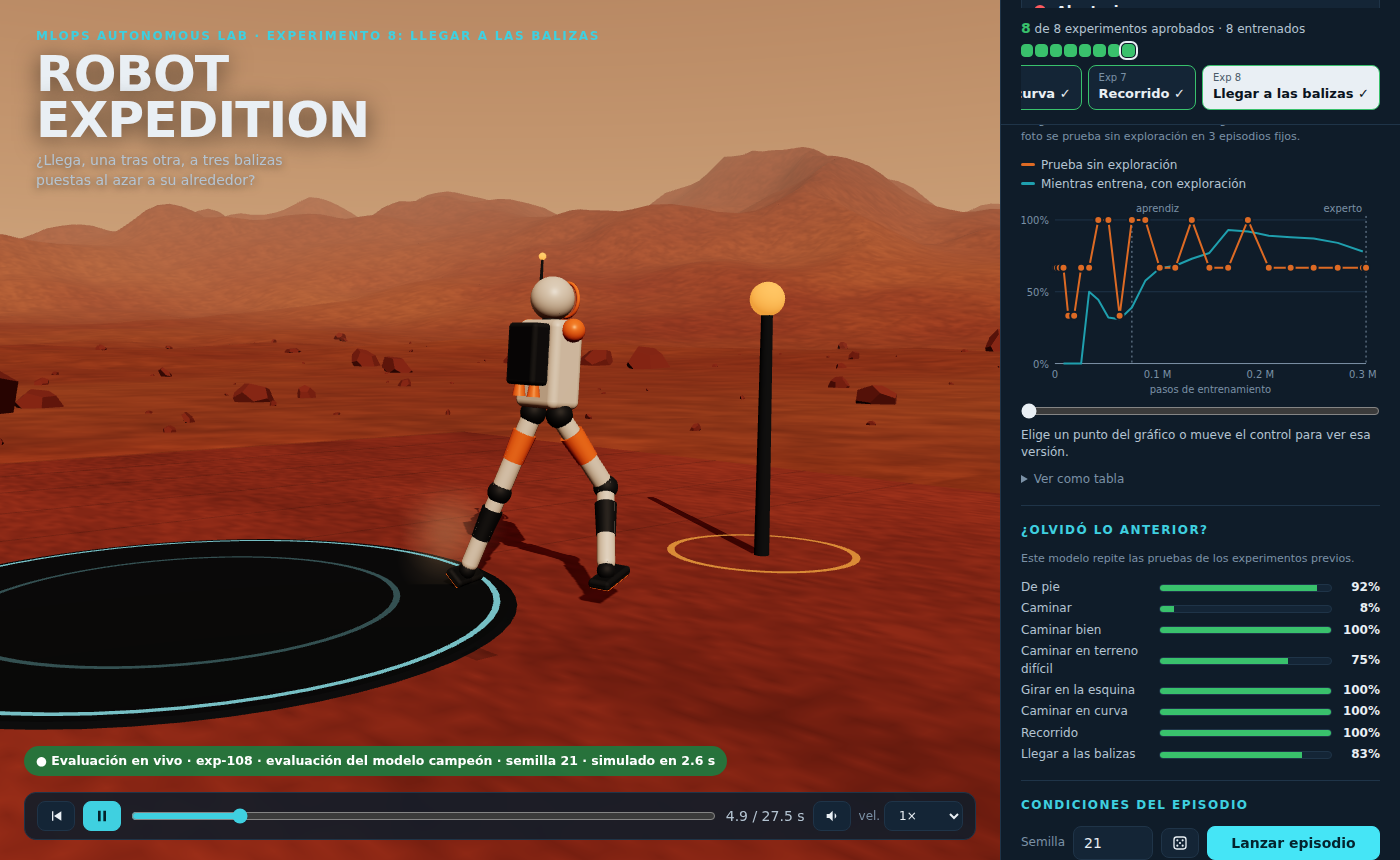 MLOPS AUTONOMOUS LAB · EXPERIMENTO 8: LLEGAR A LAS BALIZAS
ROBOT
EXPEDITION
¿Llega, una tras otra, a tres balizas
puestas al azar a su alrededor?
● Evaluación en vivo · exp-108 · evaluación del modelo campeón · semilla 21 · simulado en 2.6 s
4.9 / 27.5 s
vel.
1×
8 de 8 experimentos aprobados · 8 entrenados
urva ✓
Exp 7
Recorrido ✓
Exp 8
Llegar a las balizas ✓
foto se prueba sin exploración en 3 episodios fijos.
Prueba sin exploración
Mientras entrena, con exploración
aprendiz
experto
100%
50%
0%
0
0.1 M
0.2 M
0.3 M
pasos de entrenamiento
Elige un punto del gráfico o mueve el control para ver esa
versión.
▶ Ver como tabla
¿OLVIDÓ LO ANTERIOR?
Este modelo repite las pruebas de los experimentos previos.
De pie 92%
Caminar 8%
Caminar bien 100%
Caminar en terreno
difícil 75%
Girar en la esquina 100%
Caminar en curva 100%
Recorrido 100%
Llegar a las balizas 83%
CONDICIONES DEL EPISODIO
Semilla
21
Lanzar episodio